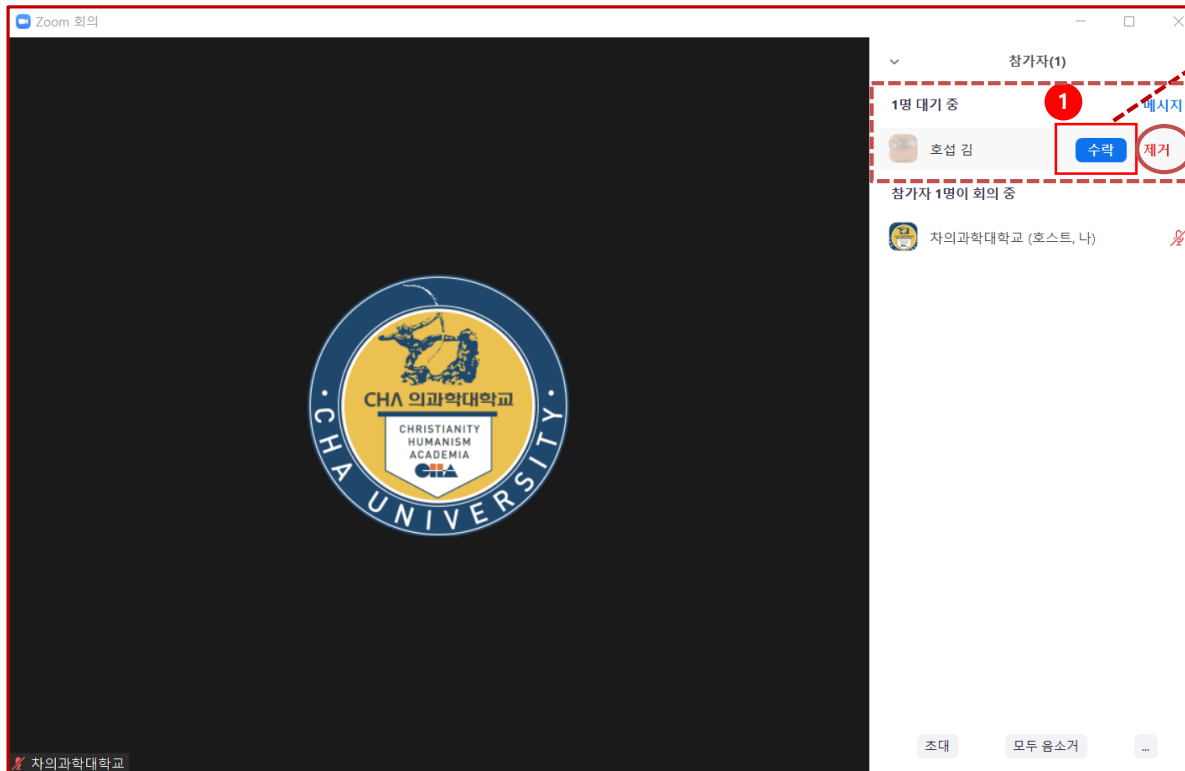 Zoom 회의
참가자(1)
1명 대기 중
1
메시지
호섭 김
수락
제거
참가자 1명이 회의 중
차의과학대학교 (호스트, 나)
CHA 의과학대학교
CHRISTIANITY
HUMANISM
ACADEMIA
CHA
CHA UNIVERSITY
초대
모두 음소거
...
차의과학대학교